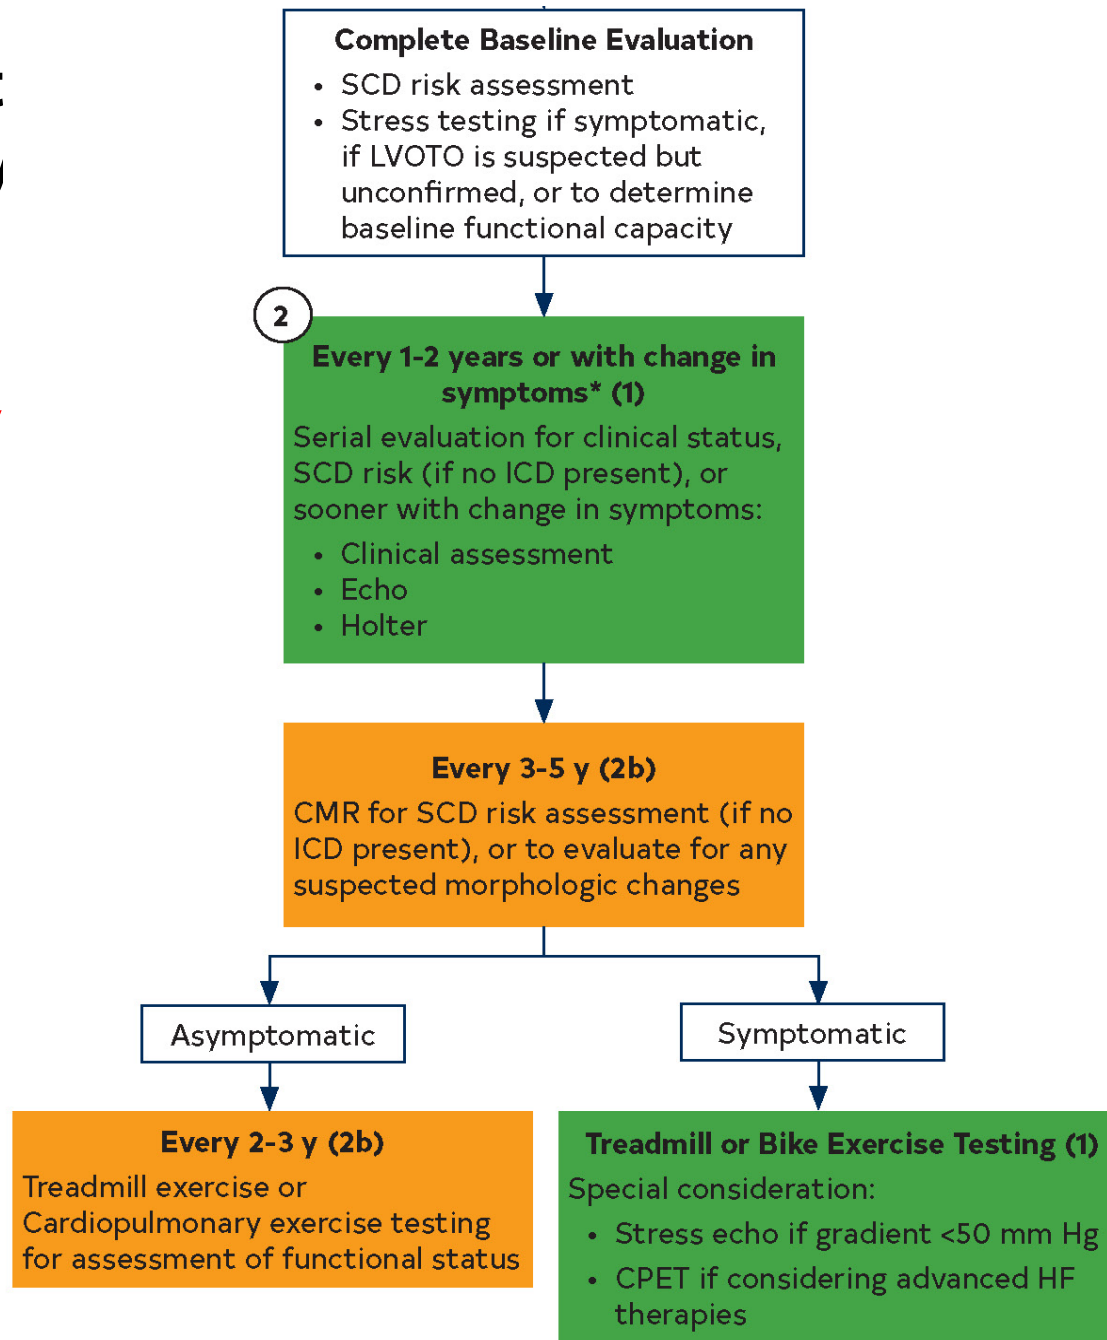 Complete Baseline Evaluation
• SCD risk assessment
• Stress testing if symptomatic,
if LVOTO is suspected but
unconfirmed, or to determine
baseline functional capacity
2
Every 1-2 years or with change in
symptoms* (1)
Serial evaluation for clinical status,
SCD risk (if no ICD present), or
sooner with change in symptoms:
• Clinical assessment
• Echo
• Holter
Every 3-5 y (2b)
CMR for SCD risk assessment (if no
ICD present), or to evaluate for any
suspected morphologic changes
Asymptomatic
Symptomatic
Every 2-3 y (2b)
Treadmill exercise or
Cardiopulmonary exercise testing
for assessment of functional status
Treadmill or Bike Exercise Testing (1)
Special consideration:
• Stress echo if gradient <50 mm Hg
• CPET if considering advanced HF
therapies